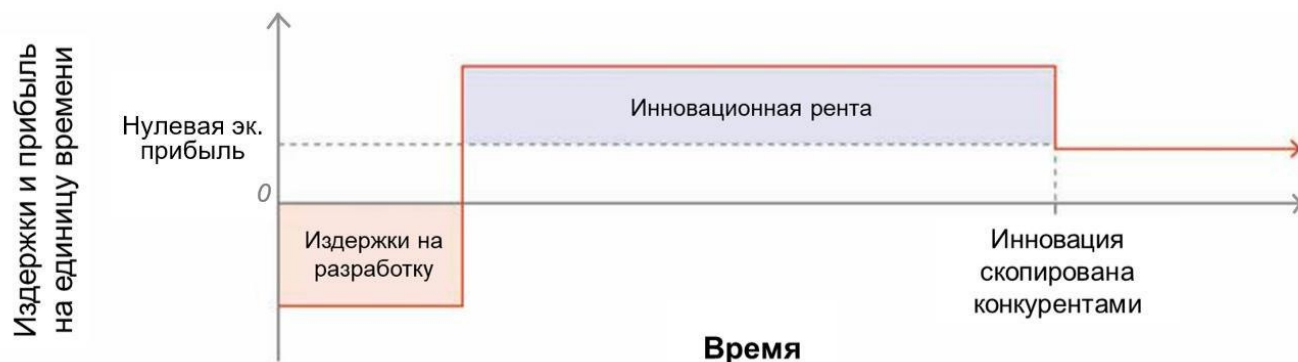 Издержки и прибыль
на единицу времени
Нулевая эк.
прибыль
0
Инновационная рента
Издержки на
разработку
Инновация
скопирована
конкурентами
Время